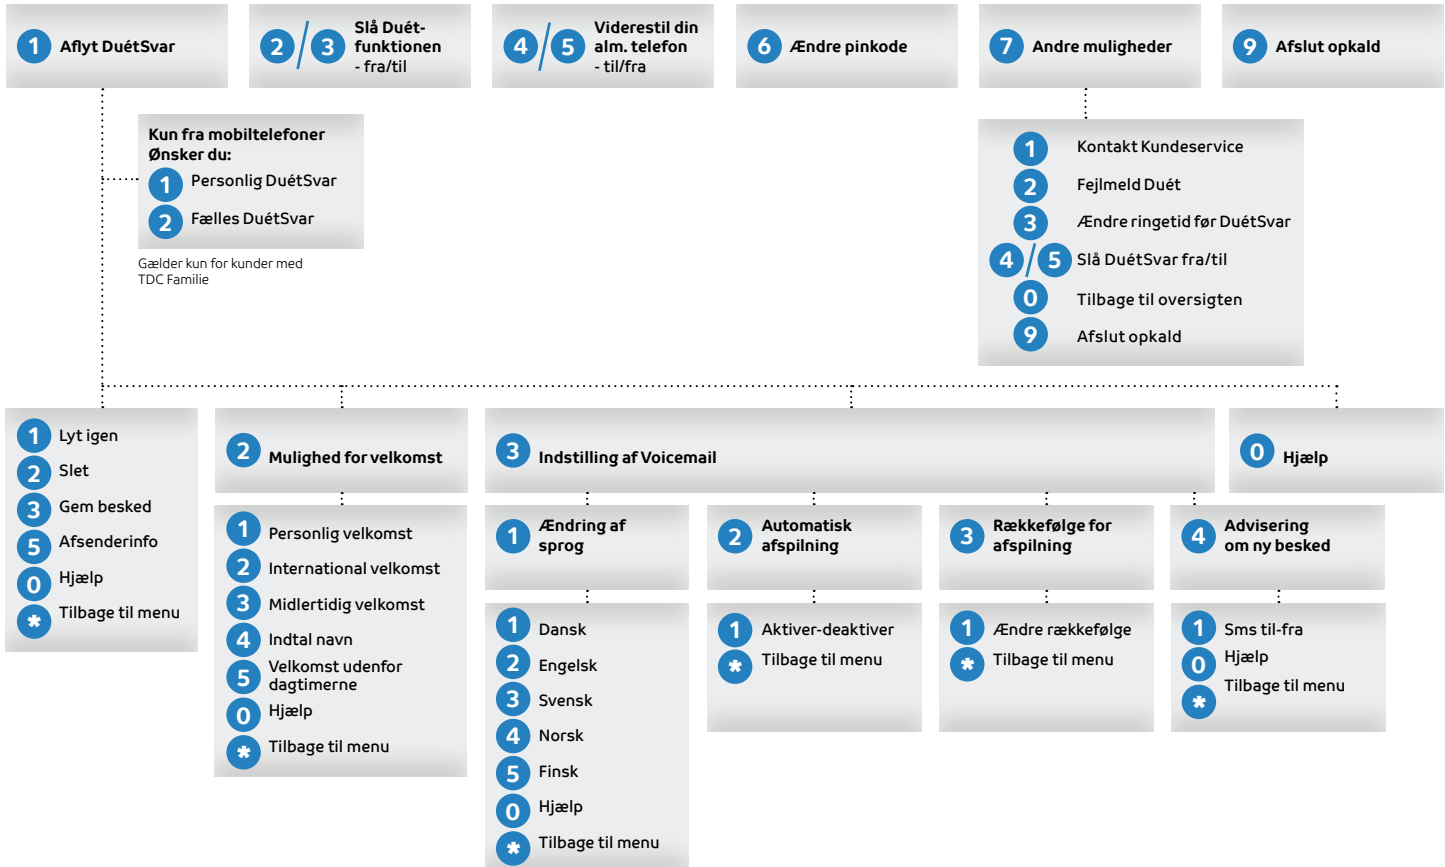 1 Aflyt DuétSvar
2/3 Slå Duét-
funktionen
- fra/til
4/5 Viderestil din
alm. telefon
- til/fra
6 Ændre pinkode
7 Andre muligheder
9 Afslut opkald
Kun fra mobiltelefoner
Ønsker du:
1 Personlig DuétSvar
2 Fælles DuétSvar
Gælder kun for kunder med
TDC Familie
1 Kontakt Kundeservice
2 Fejlmeld Duét
3 Ændre ringetid før DuétSvar
4/5 Slå DuétSvar fra/til
0 Tilbage til oversigten
9 Afslut opkald
1 Lyt igen
2 Slet
3 Gem besked
5 Afsenderinfo
0 Hjælp
* Tilbage til menu
2 Mulighed for velkomst
1 Personlig velkomst
2 International velkomst
3 Midlertidig velkomst
4 Indtal navn
5 Velkomst udenfor
dagtimerne
0 Hjælp
* Tilbage til menu
3 Indstilling af Voicemail
1 Ændring af
sprog
1 Dansk
2 Engelsk
3 Svensk
4 Norsk
5 Finsk
0 Hjælp
* Tilbage til menu
2 Automatisk
afspilning
1 Aktiver-deaktiver
* Tilbage til menu
3 Rækkefølge for
afspilning
1 Ændre rækkefølge
* Tilbage til menu
4 Advisering
om ny besked
1 Sms til-fra
0 Hjælp
* Tilbage til menu
0 Hjælp